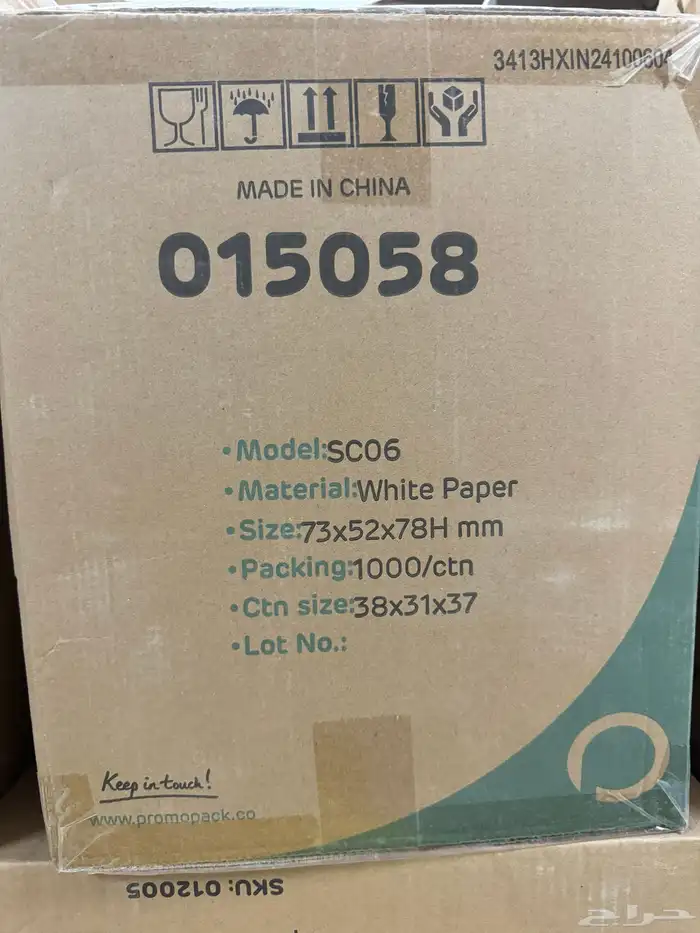 3413HXIN24100604
MADE IN CHINA
015058
•Model:SC06
•Material:White Paper
•Size:73x52x78H mm
•Packing:1000/ctn
•Ctn size:38x31x37
•Lot No.:
Keep in touch!
www.promopack.co
SKU: 012005
حراج